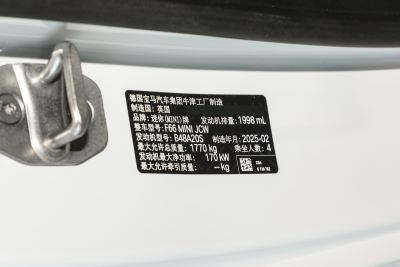 德国宝马汽车集团牛津工厂制造
制造国：英国
品牌：迷你(MINI)牌 发动机排量：1998 mL
整车型号：F66 MINI JCW
发动机型号：B48A20S 制造年月：2025-02
最大允许总质量：1770 kg 乘坐人数：4
发动机最大净功率：170 kW
最大允许牵引质量：– kg